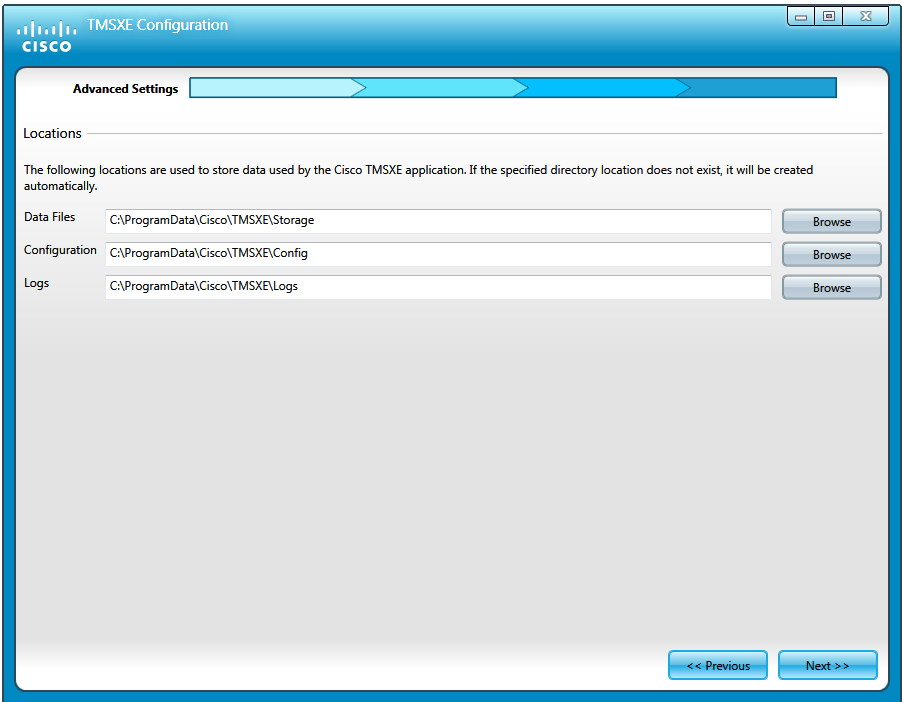 TMSXE Configuration
CISCO
Advanced Settings
Locations
The following locations are used to store data used by the Cisco TMSXE application. If the specified directory location does not exist, it will be created
automatically.
Data Files C:\ProgramData\Cisco\TMSXE\Storage Browse
Configuration C:\ProgramData\Cisco\TMSXE\Config Browse
Logs C:\ProgramData\Cisco\TMSXE\Logs Browse
<< Previous Next >>